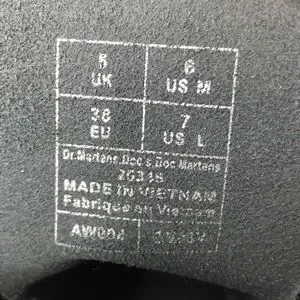 5 6
UK US M
38 7
EU US L
Dr.Martens.Doc's Doc Martens
MADE IN VIETNAM
Fabriqué au Vietnam
AW004